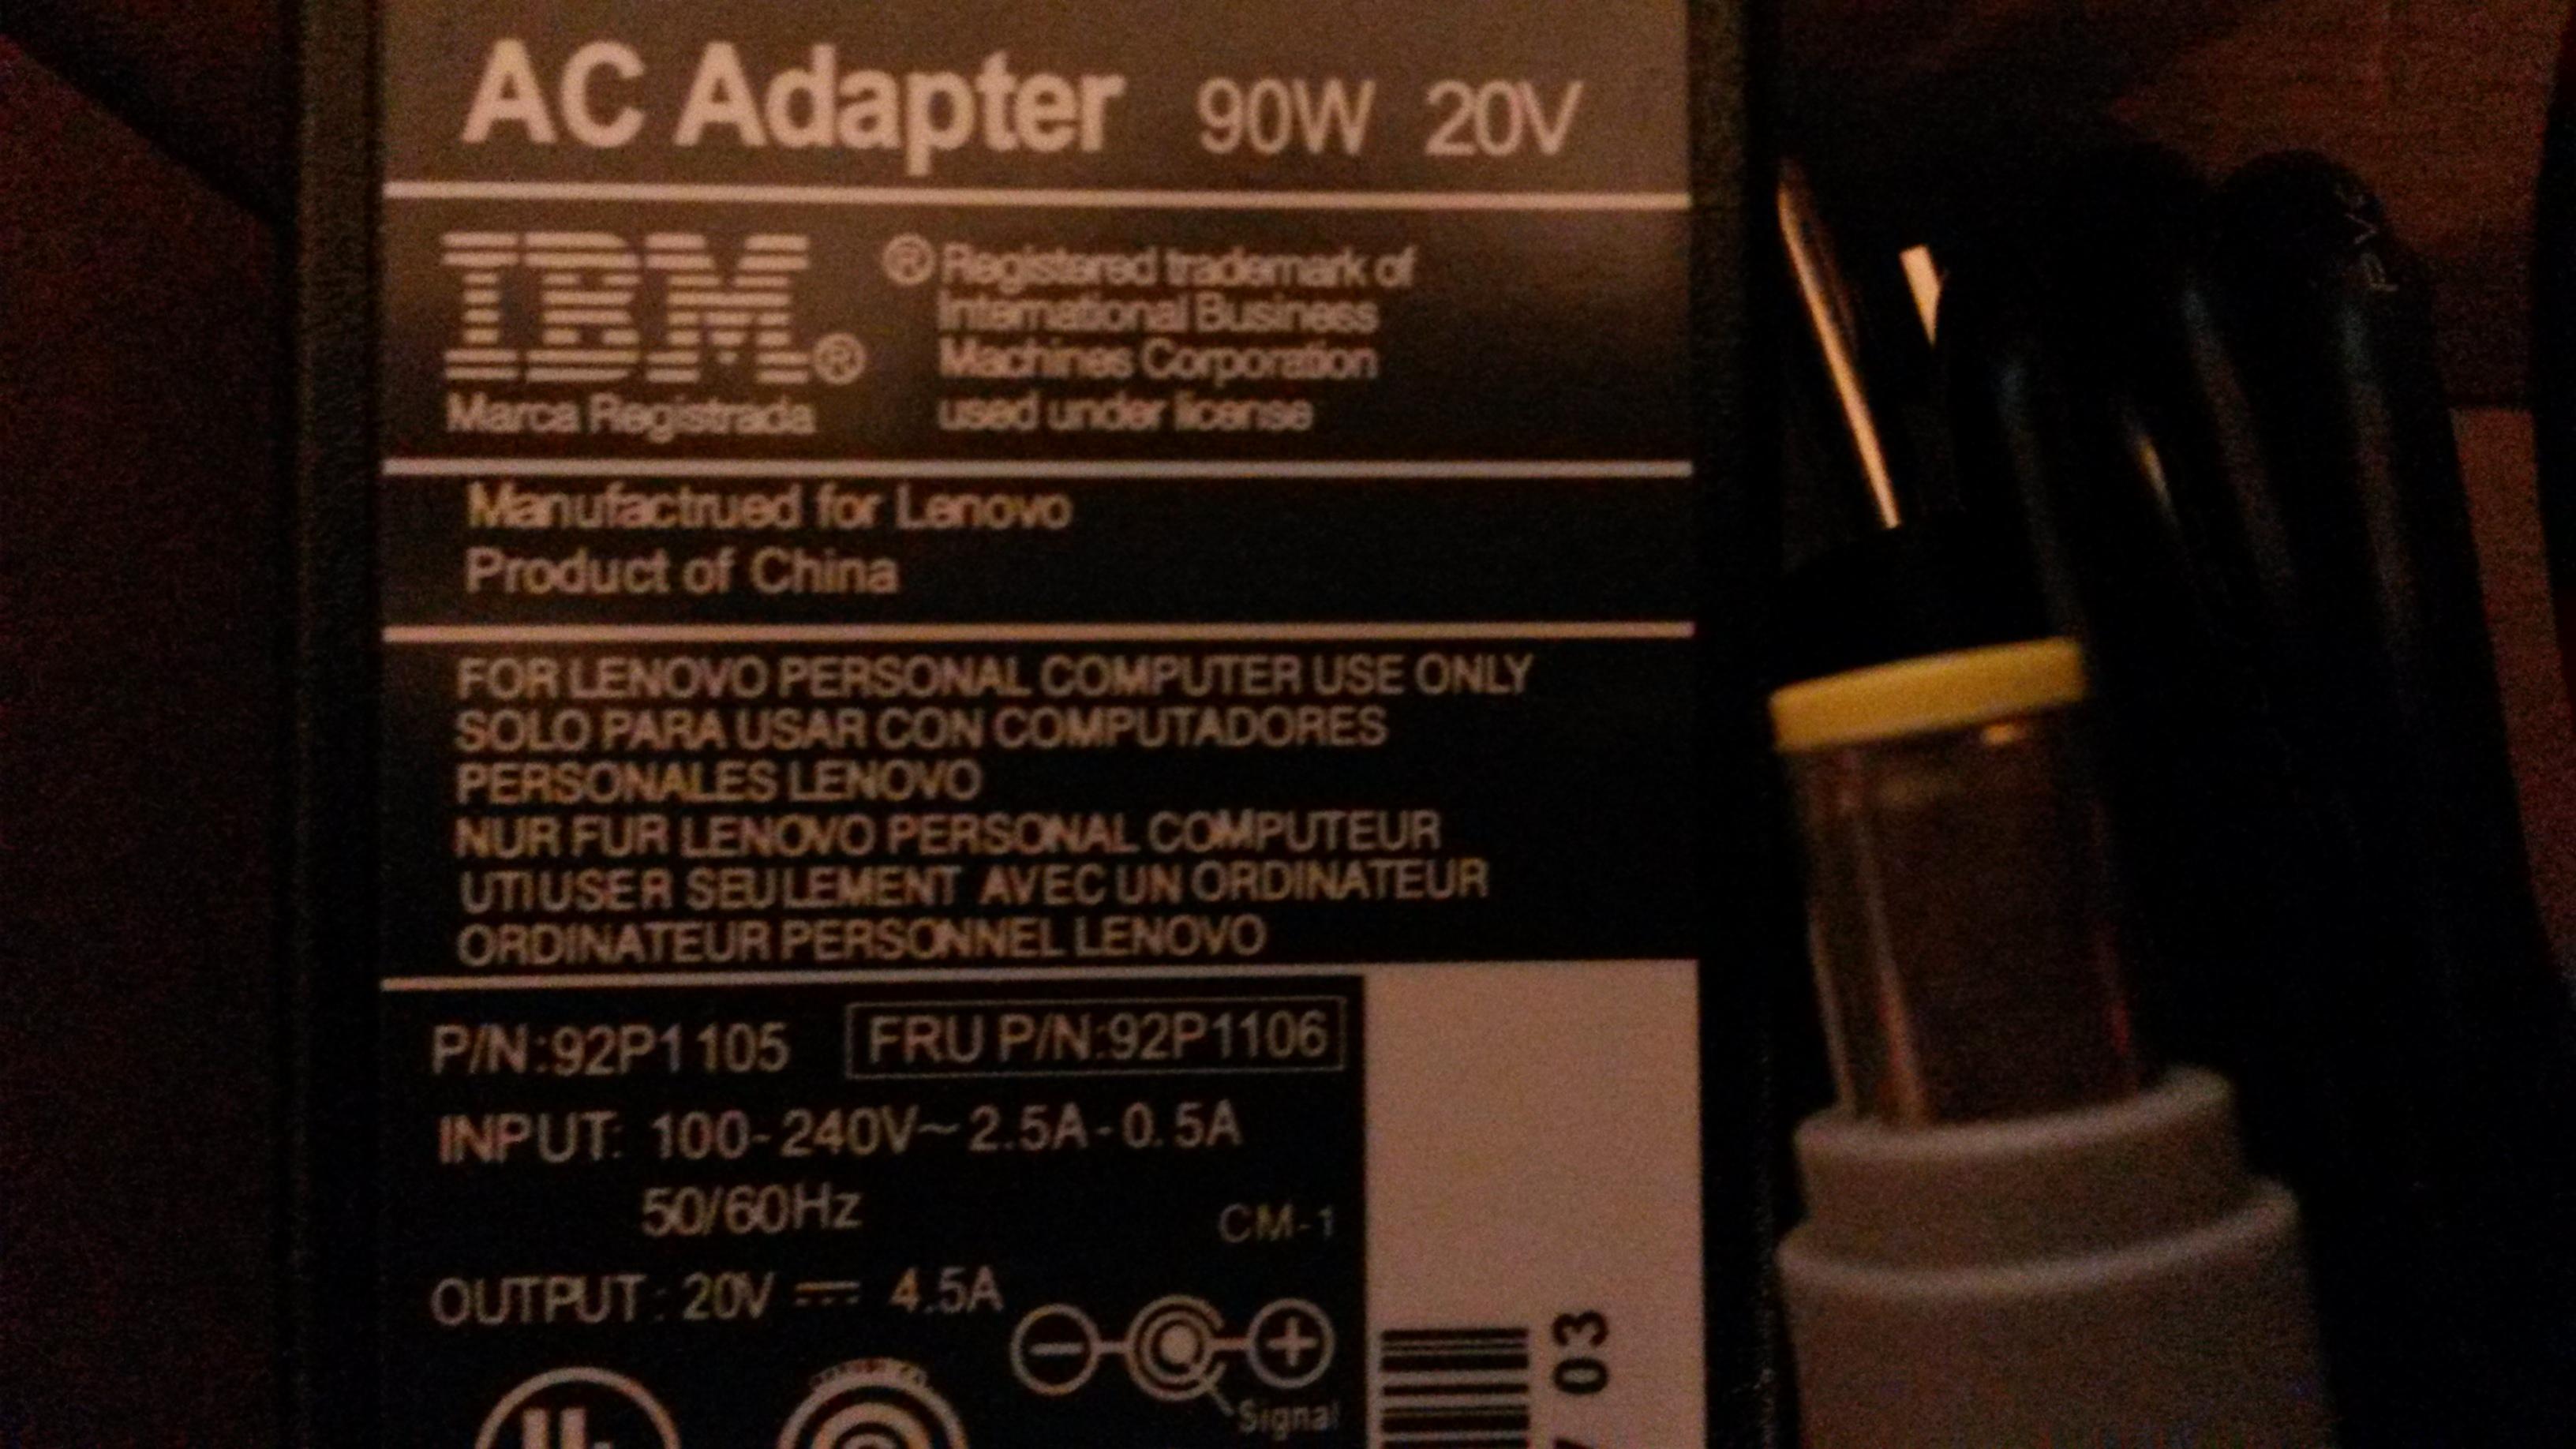 AC Adapter 90W 20V
IBM®
Marca Registrada
® Registered trademark of
International Business
Machines Corporation
used under license
Manufactrued for Lenovo
Product of China
FOR LENOVO PERSONAL COMPUTER USE ONLY
SOLO PARA USAR CON COMPUTADORES
PERSONALES LENOVO
NUR FUR LENOVO PERSONAL COMPUTEUR
UTIUSER SEULEMENT AVEC UN ORDINATEUR
ORDINATEUR PERSONNEL LENOVO
P/N:92P1105 FRU P/N:92P1106
INPUT: 100-240V~2.5A-0.5A
50/60Hz
CM-1
OUTPUT: 20V ⎓ 4.5A
Signal
03